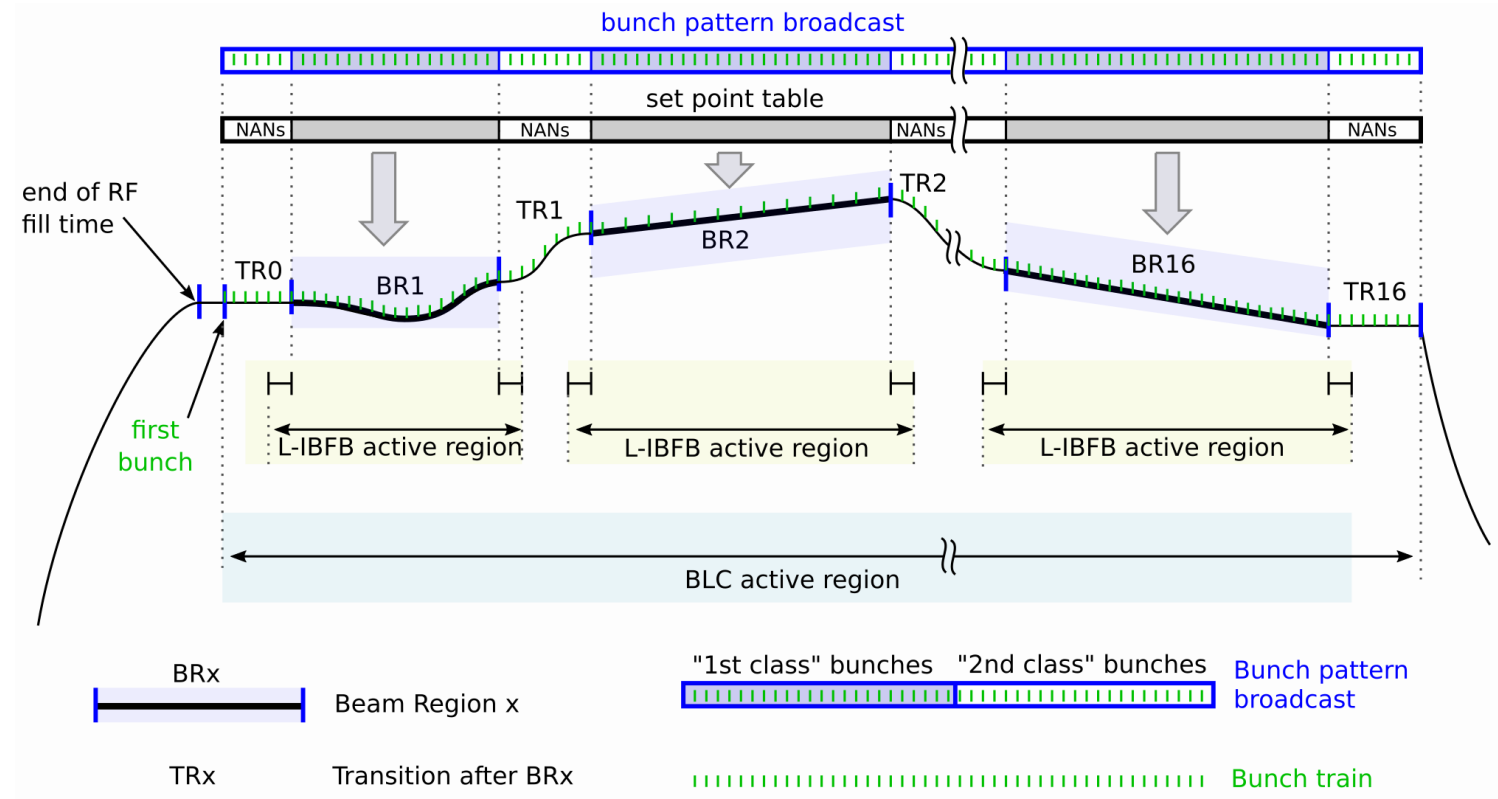 bunch pattern broadcast
set point table
NANs
NANs
NANs
NANs
end of RF
fill time
TR0
BR1
TR1
BR2
TR2
BR16
TR16
first
bunch
L-IBFB active region
L-IBFB active region
L-IBFB active region
BLC active region
BRx
Beam Region x
TRx
Transition after BRx
"1st class" bunches
"2nd class" bunches
Bunch pattern
broadcast
Bunch train